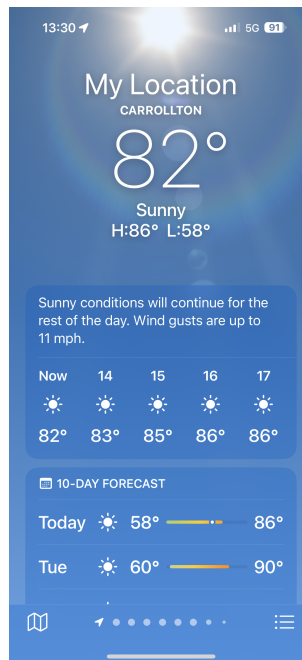 13:30 5G 91
My Location
CARROLLTON
82°
Sunny
H:86° L:58°
Sunny conditions will continue for the
rest of the day. Wind gusts are up to
11 mph.
Now 14 15 16 17
82° 83° 85° 86° 86°
10-DAY FORECAST
Today 58° 86°
Tue 60° 90°